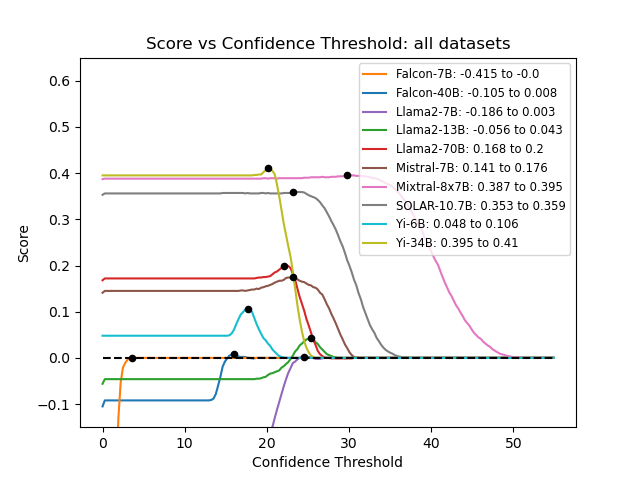 Score vs Confidence Threshold: all datasets
Falcon-7B: -0.415 to -0.0
Falcon-40B: -0.105 to 0.008
Llama2-7B: -0.186 to 0.003
Llama2-13B: -0.056 to 0.043
Llama2-70B: 0.168 to 0.2
Mistral-7B: 0.141 to 0.176
Mixtral-8x7B: 0.387 to 0.395
SOLAR-10.7B: 0.353 to 0.359
Yi-6B: 0.048 to 0.106
Yi-34B: 0.395 to 0.41
Score
0.6
0.5
0.4
0.3
0.2
0.1
0.0
−0.1
0 10 20 30 40 50
Confidence Threshold